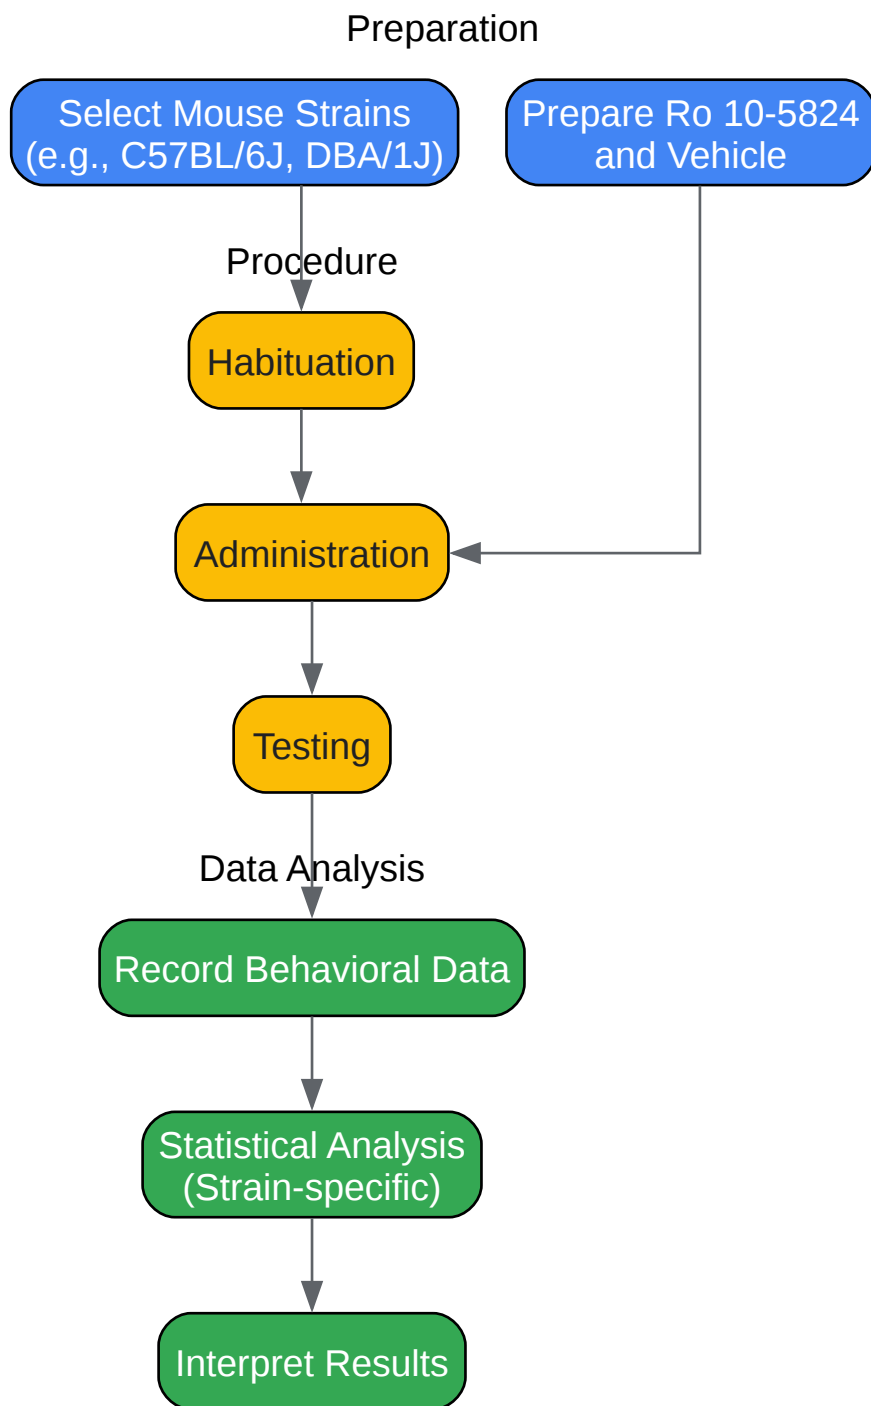 Preparation
Select Mouse Strains
(e.g., C57BL/6J, DBA/1J)
Prepare Ro 10-5824
and Vehicle
Procedure
Habituation
Administration
Testing
Data Analysis
Record Behavioral Data
Statistical Analysis
(Strain-specific)
Interpret Results